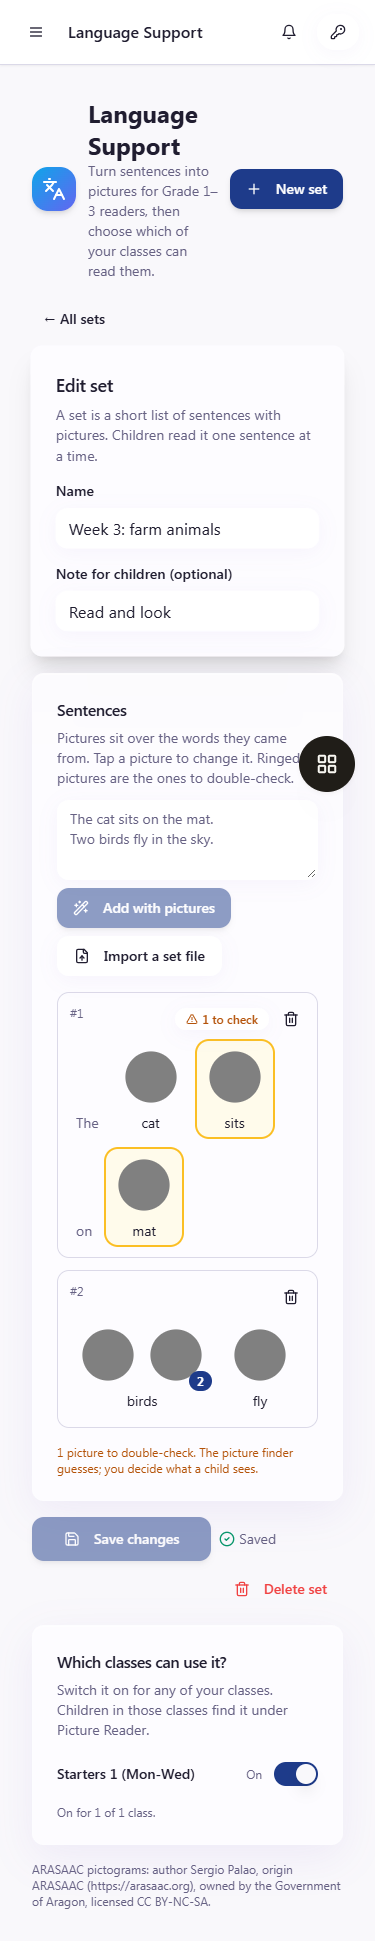 Language Support
Language
Support
Turn sentences into
pictures for Grade 1–
3 readers, then
choose which of
your classes can
read them.
New set
← All sets
Edit set
A set is a short list of sentences with
pictures. Children read it one sentence at
a time.
Name
Week 3: farm animals
Note for children (optional)
Read and look
Sentences
Pictures sit over the words they came
from. Tap a picture to change it. Ringed
pictures are the ones to double-check.
The cat sits on the mat.
Two birds fly in the sky.
Add with pictures
Import a set file
#1
1 to check
The cat sits
on mat
#2
2
birds fly
1 picture to double-check. The picture finder
guesses; you decide what a child sees.
Save changes
Saved
Delete set
Which classes can use it?
Switch it on for any of your classes.
Children in those classes find it under
Picture Reader.
Starters 1 (Mon-Wed) On
On for 1 of 1 class.
ARASAAC pictograms: author Sergio Palao, origin
ARASAAC (https://arasaac.org), owned by the Government
of Aragon, licensed CC BY-NC-SA.